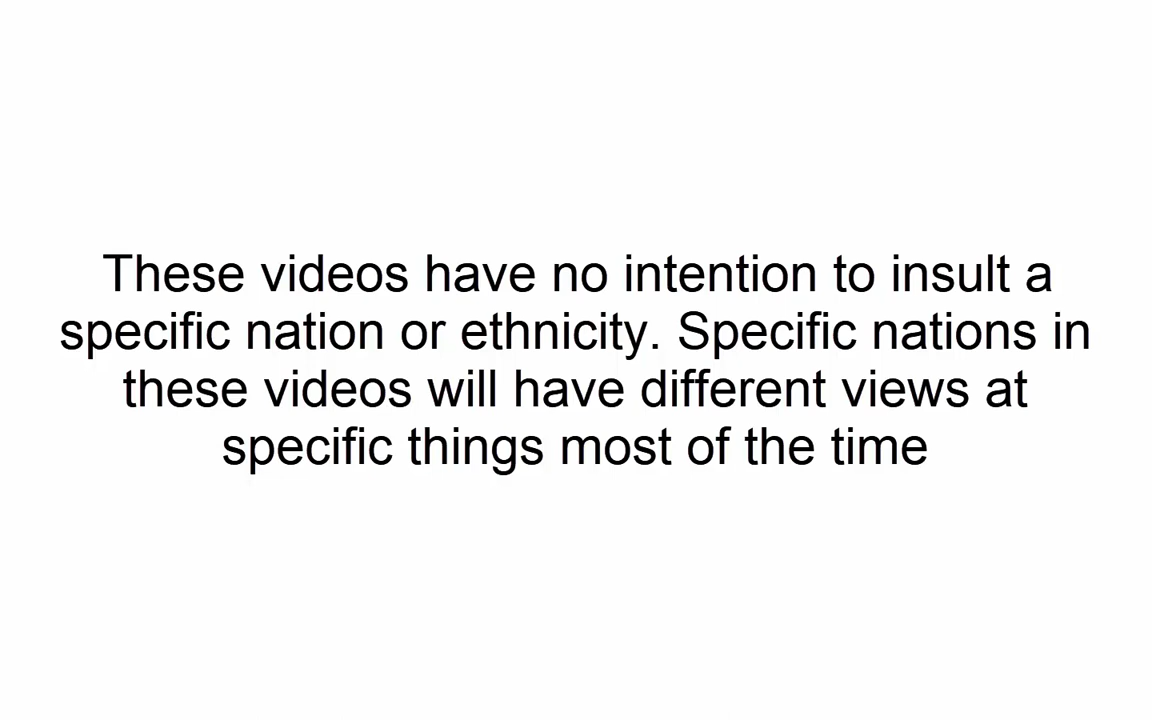 These videos have no intention to insult a
specific nation or ethnicity. Specific nations in
these videos will have different views at
specific things most of the time